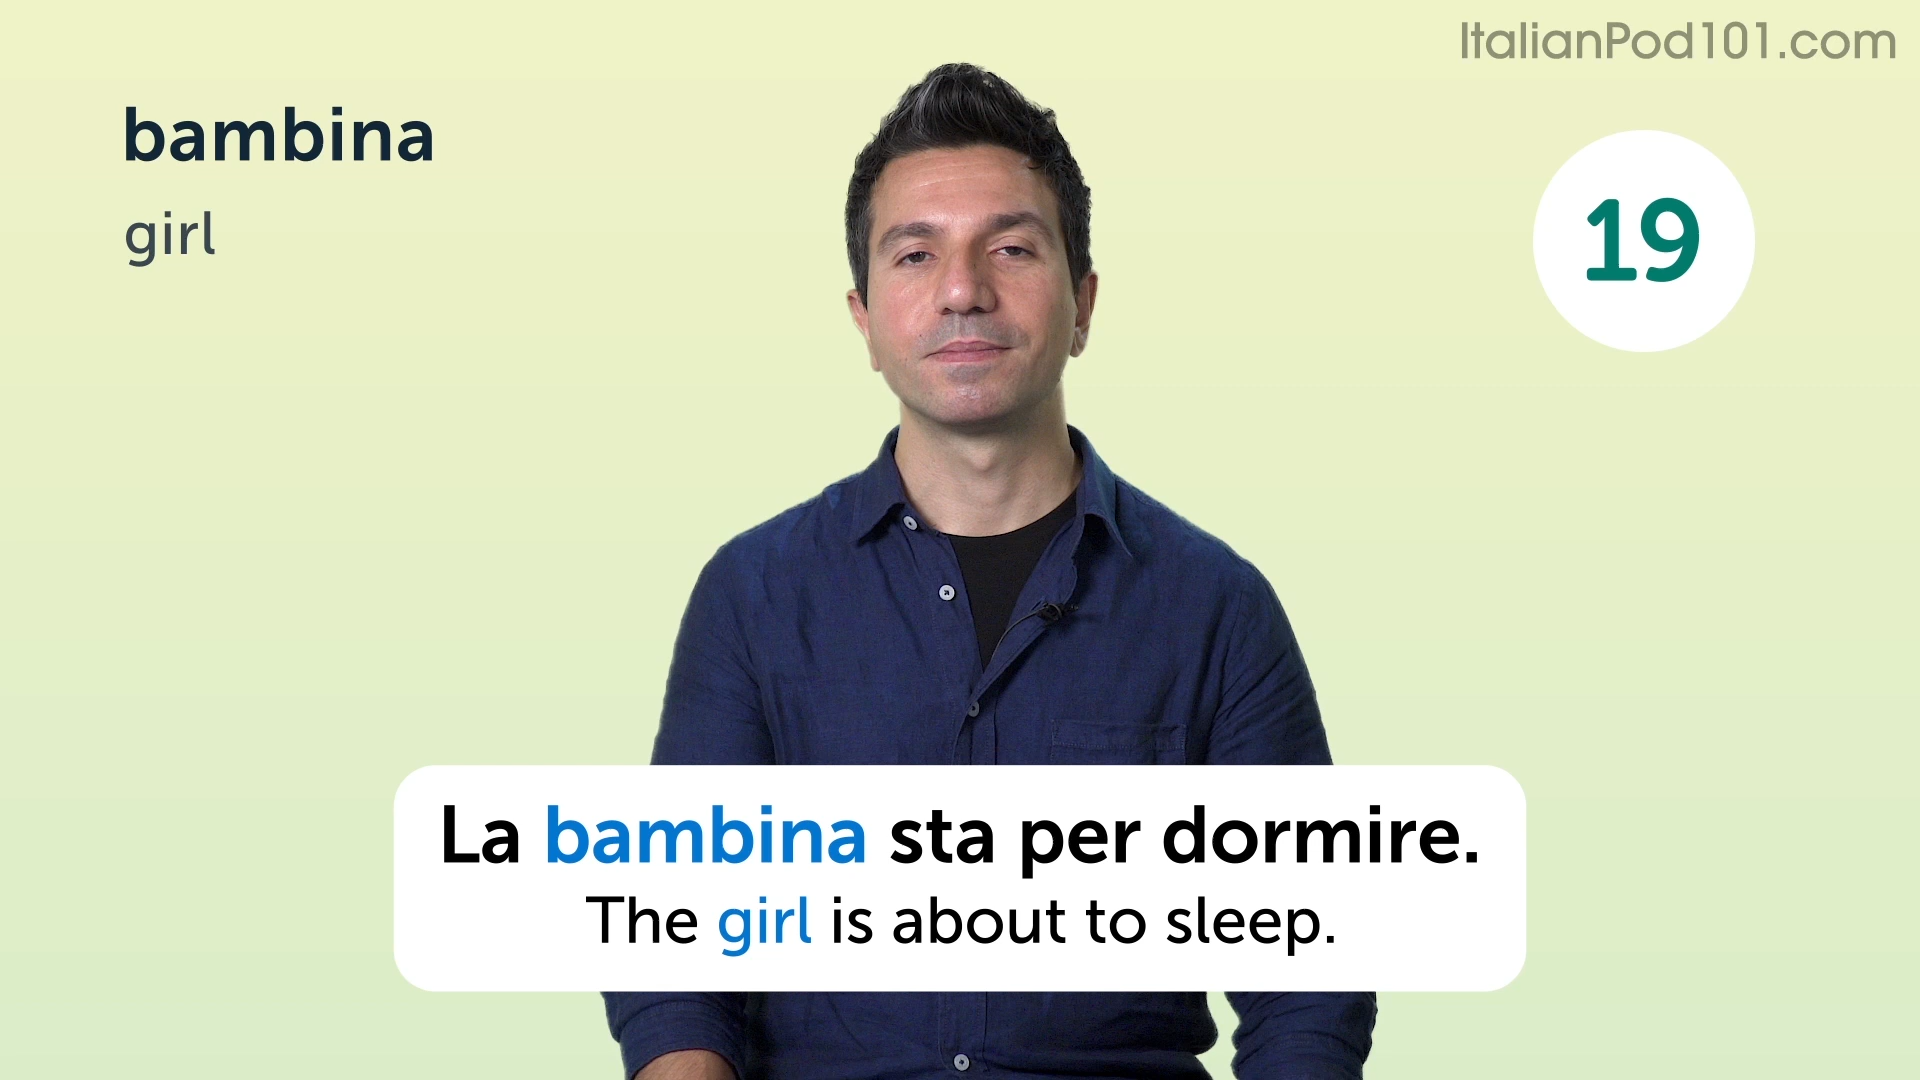 ItalianPod101.com
bambina
girl
19
La bambina sta per dormire.
The girl is about to sleep.